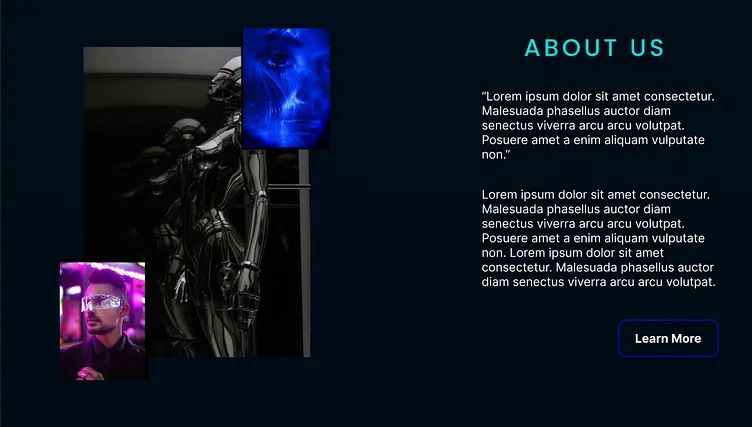 ABOUT US
“Lorem ipsum dolor sit amet consectetur.
Malesuada phasellus auctor diam
senectus viverra arcu arcu volutpat.
Posuere amet a enim aliquam vulputate
non.”
Lorem ipsum dolor sit amet consectetur.
Malesuada phasellus auctor diam
senectus viverra arcu arcu volutpat.
Posuere amet a enim aliquam vulputate
non. Lorem ipsum dolor sit amet
consectetur. Malesuada phasellus auctor
diam senectus viverra arcu arcu volutpat.
Learn More